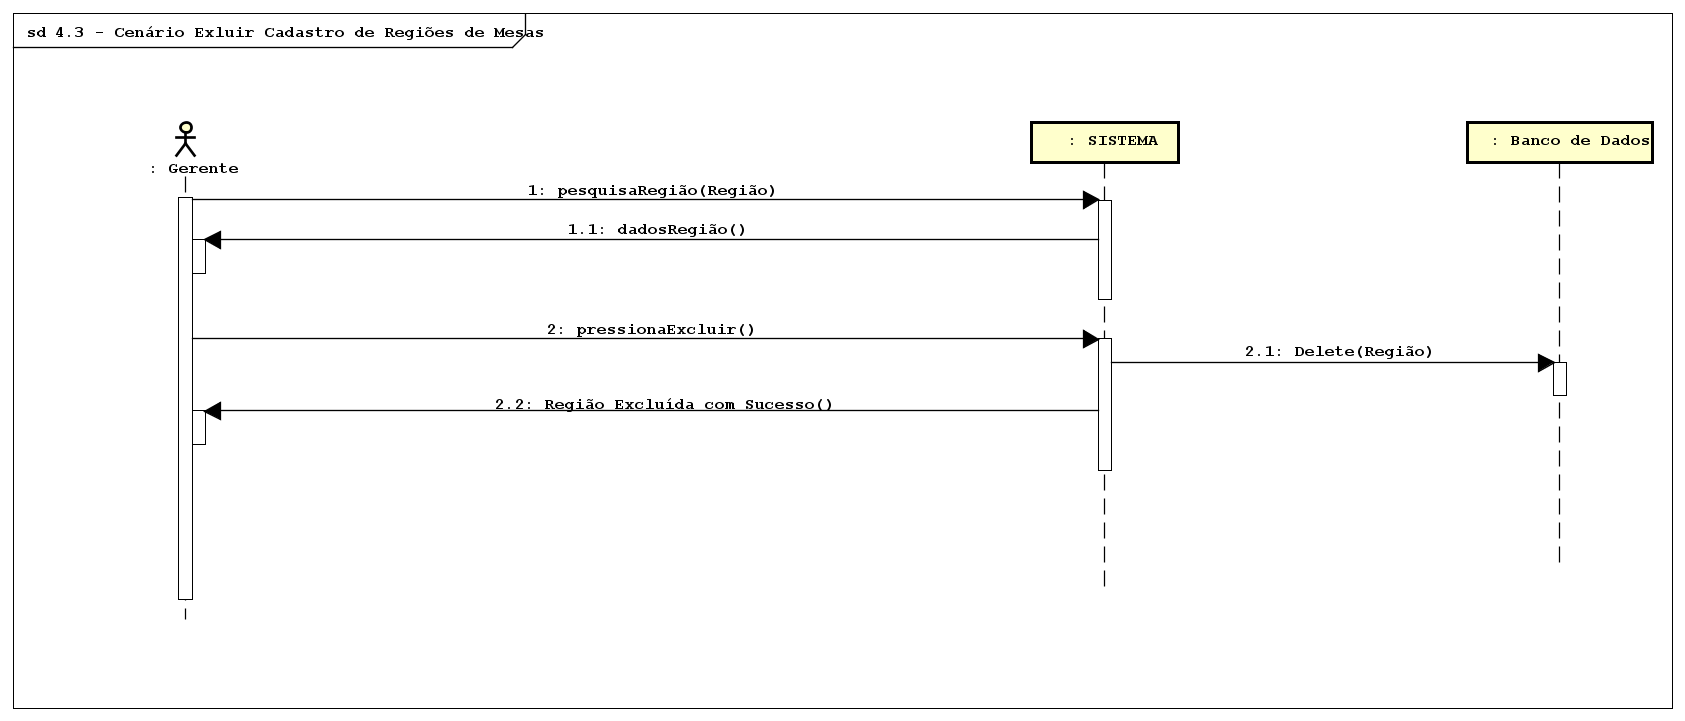 sd 4.3 - Cenário Exluir Cadastro de Regiões de Mesas
: Gerente
: SISTEMA
: Banco de Dados
1: pesquisaRegião(Região)
1.1: dadosRegião()
2: pressionaExcluir()
2.1: Delete(Região)
2.2: Região Excluída com Sucesso()